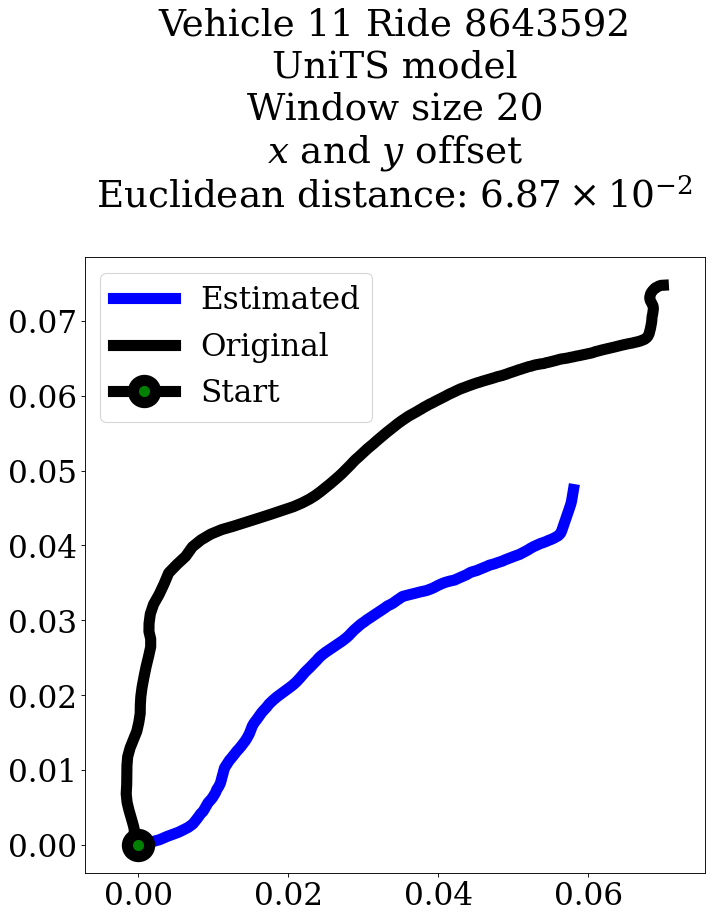 Vehicle 11 Ride 8643592
UniTS model
Window size 20
x and y offset
Euclidean distance: 6.87 × 10⁻²
Estimated
Original
Start
0.07
0.06
0.05
0.04
0.03
0.02
0.01
0.00
0.00 0.02 0.04 0.06